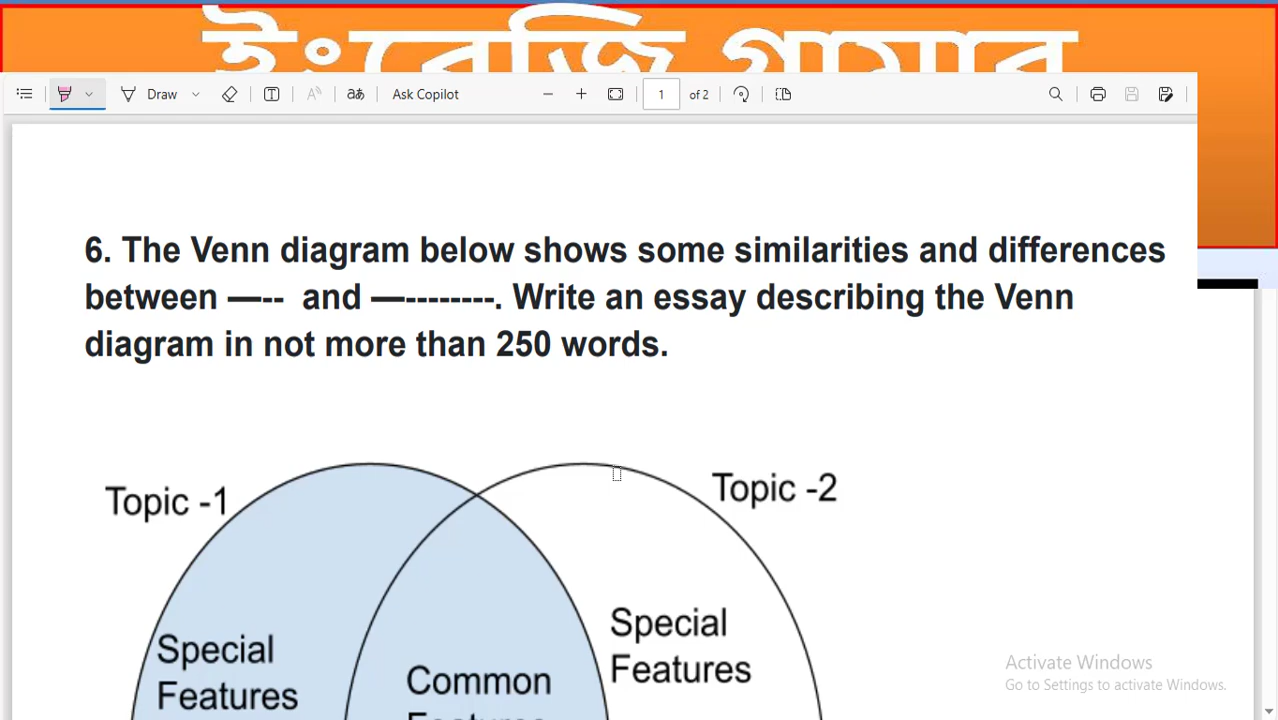 ইংরেজি গ্রামার
Draw
Ask Copilot
1 of 2
6. The Venn diagram below shows some similarities and differences
between —-- and —--------. Write an essay describing the Venn
diagram in not more than 250 words.
Topic -1
Topic -2
Special
Features
Special
Features
Common
Features
Activate Windows
Go to Settings to activate Windows.